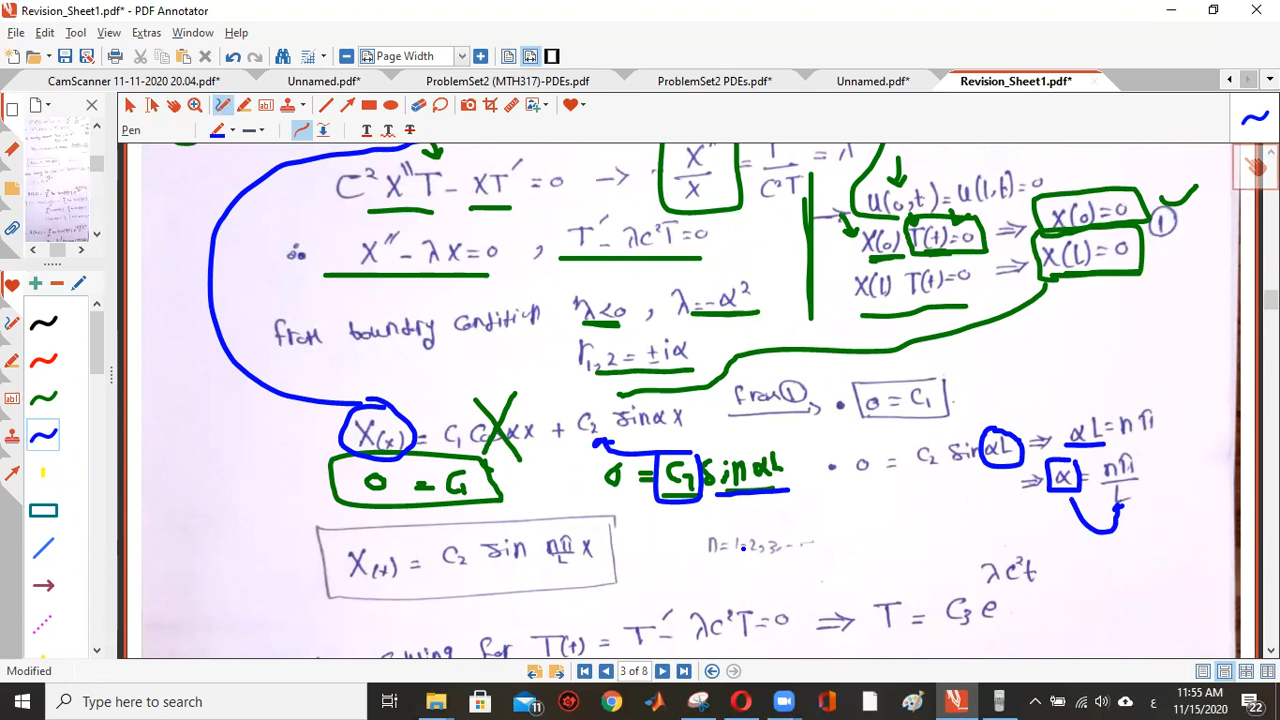 Revision_Sheet1.pdf* - PDF Annotator
File Edit Tool View Extras Window Help
Page Width
CamScanner 11-11-2020 20.04.pdf* Unnamed.pdf* ProblemSet2 (MTH317)-PDEs.pdf ProblemSet2 PDEs.pdf* Unnamed.pdf* Revision_Sheet1.pdf*
Pen
C² X''T - XT' = 0 → X''/X = T'/C²T = λ
u(0,t) = u(l,t) = 0
X(0) T(t) = 0 ⇒ X(0) = 0 ①
∴ X'' - λX = 0 , T' - λc²T = 0
X(l) T(t) = 0 ⇒ X(l) = 0
from boundry condition λ<0 , λ = -α²
r₁,₂ = ± iα
from ① • 0 = C₁
X(x) = C₁ Cos αx + C₂ sin αx
0 = C₁
0 = C₂ sin αL
• 0 = C₂ sin αL ⇒ αL = nπ
⇒ α = nπ/L
X(x) = C₂ sin nπ/L x
n = 1, 2, 3, ...
for T(t) = T' - λc²T = 0 ⇒ T = C₃ e^λc²t
Modified
3 of 8
Type here to search
11
ع
11:55 AM
11/15/2020
22